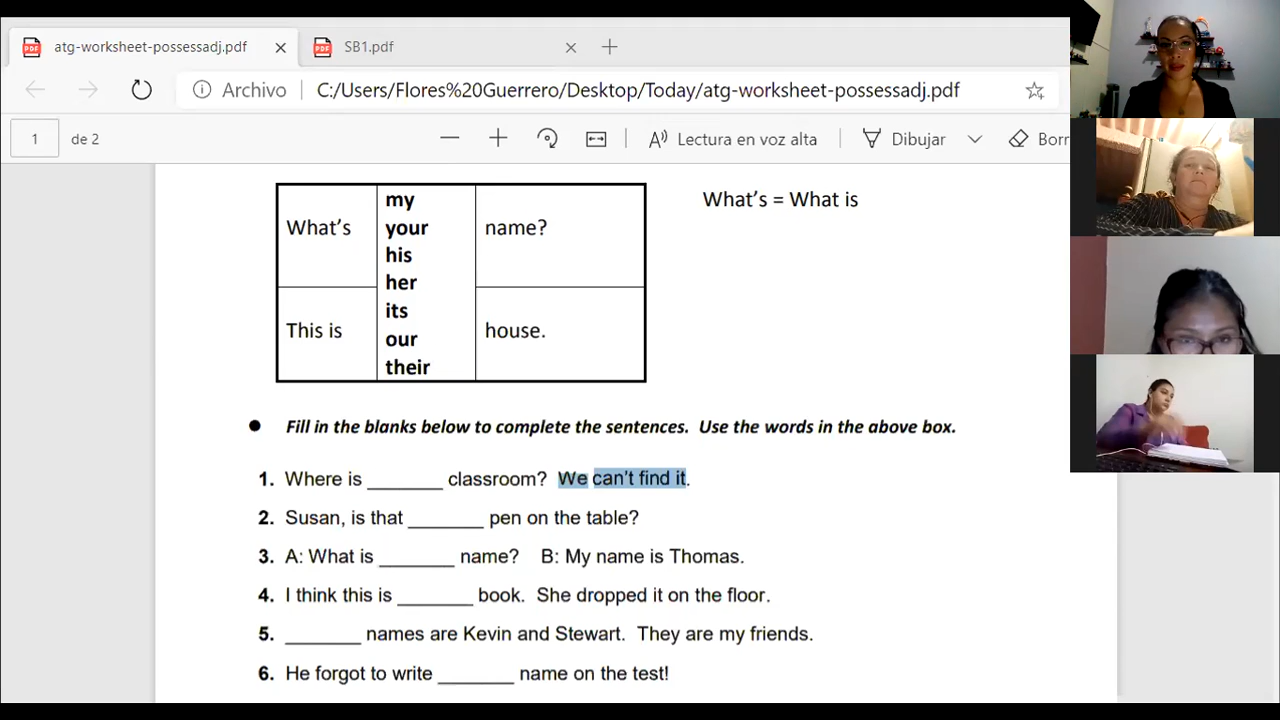 atg-worksheet-possessadj.pdf
SB1.pdf
Archivo
C:/Users/Flores%20Guerrero/Desktop/Today/atg-worksheet-possessadj.pdf
1 de 2
Lectura en voz alta
Dibujar
Borr
What's
my
your
his
her
its
our
their
name?
This is
house.
What's = What is
Fill in the blanks below to complete the sentences. Use the words in the above box.
1. Where is _______ classroom? We can't find it.
2. Susan, is that _______ pen on the table?
3. A: What is _______ name? B: My name is Thomas.
4. I think this is _______ book. She dropped it on the floor.
5. _______ names are Kevin and Stewart. They are my friends.
6. He forgot to write _______ name on the test!